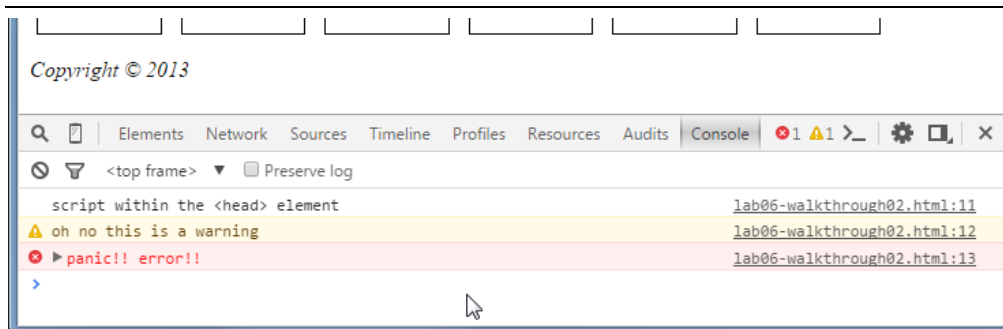 Copyright © 2013
Elements Network Sources Timeline Profiles Resources Audits Console 1 1
<top frame> ▼ Preserve log
script within the <head> element lab06-walkthrough02.html:11
oh no this is a warning lab06-walkthrough02.html:12
panic!! error!! lab06-walkthrough02.html:13